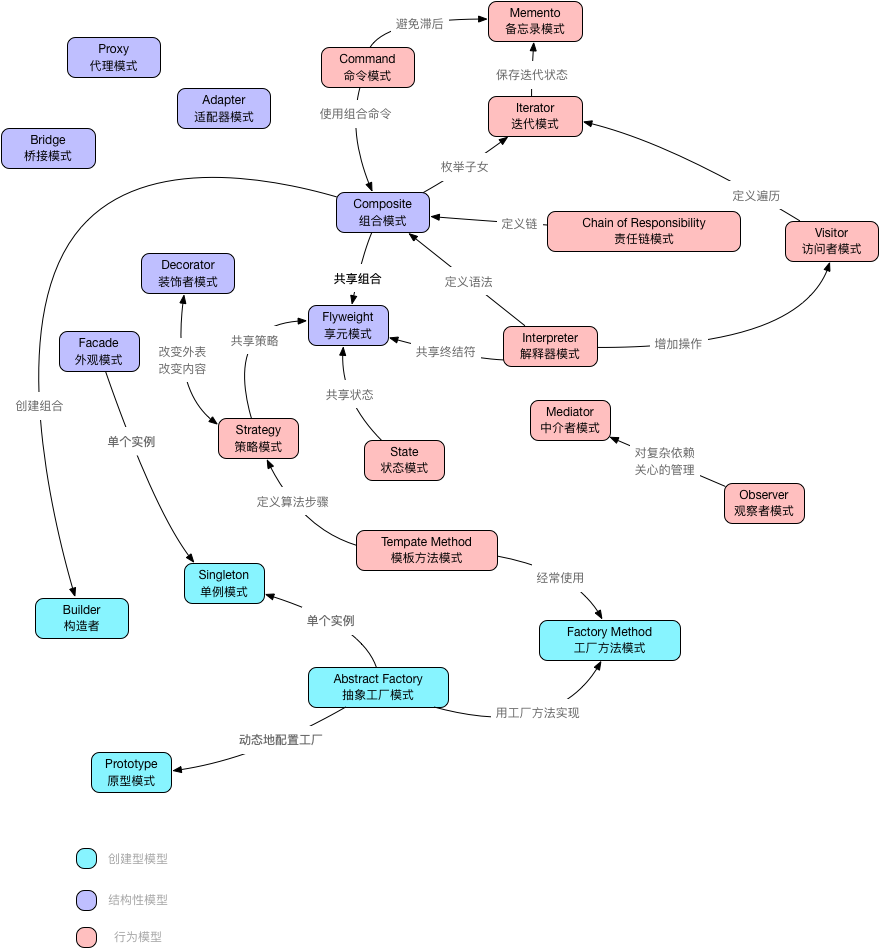 Memento
备忘录模式
避免滞后
Proxy
代理模式
Command
命令模式
保存迭代状态
Adapter
适配器模式
Iterator
迭代模式
使用组合命令
Bridge
桥接模式
枚举子女
定义遍历
Composite
组合模式
定义链
Chain of Responsibility
责任链模式
Visitor
访问者模式
Decorator
装饰者模式
共享组合
定义语法
Flyweight
享元模式
Facade
外观模式
共享策略
Interpreter
解释器模式
增加操作
改变外表
改变内容
共享终结符
共享状态
创建组合
Mediator
中介者模式
Strategy
策略模式
单个实例
State
状态模式
对复杂依赖
关心的管理
Observer
观察者模式
定义算法步骤
Tempate Method
模板方法模式
Singleton
单例模式
经常使用
Builder
构造者
单个实例
Factory Method
工厂方法模式
Abstract Factory
抽象工厂模式
用工厂方法实现
动态地配置工厂
Prototype
原型模式
创建型模型
结构性模型
行为模型